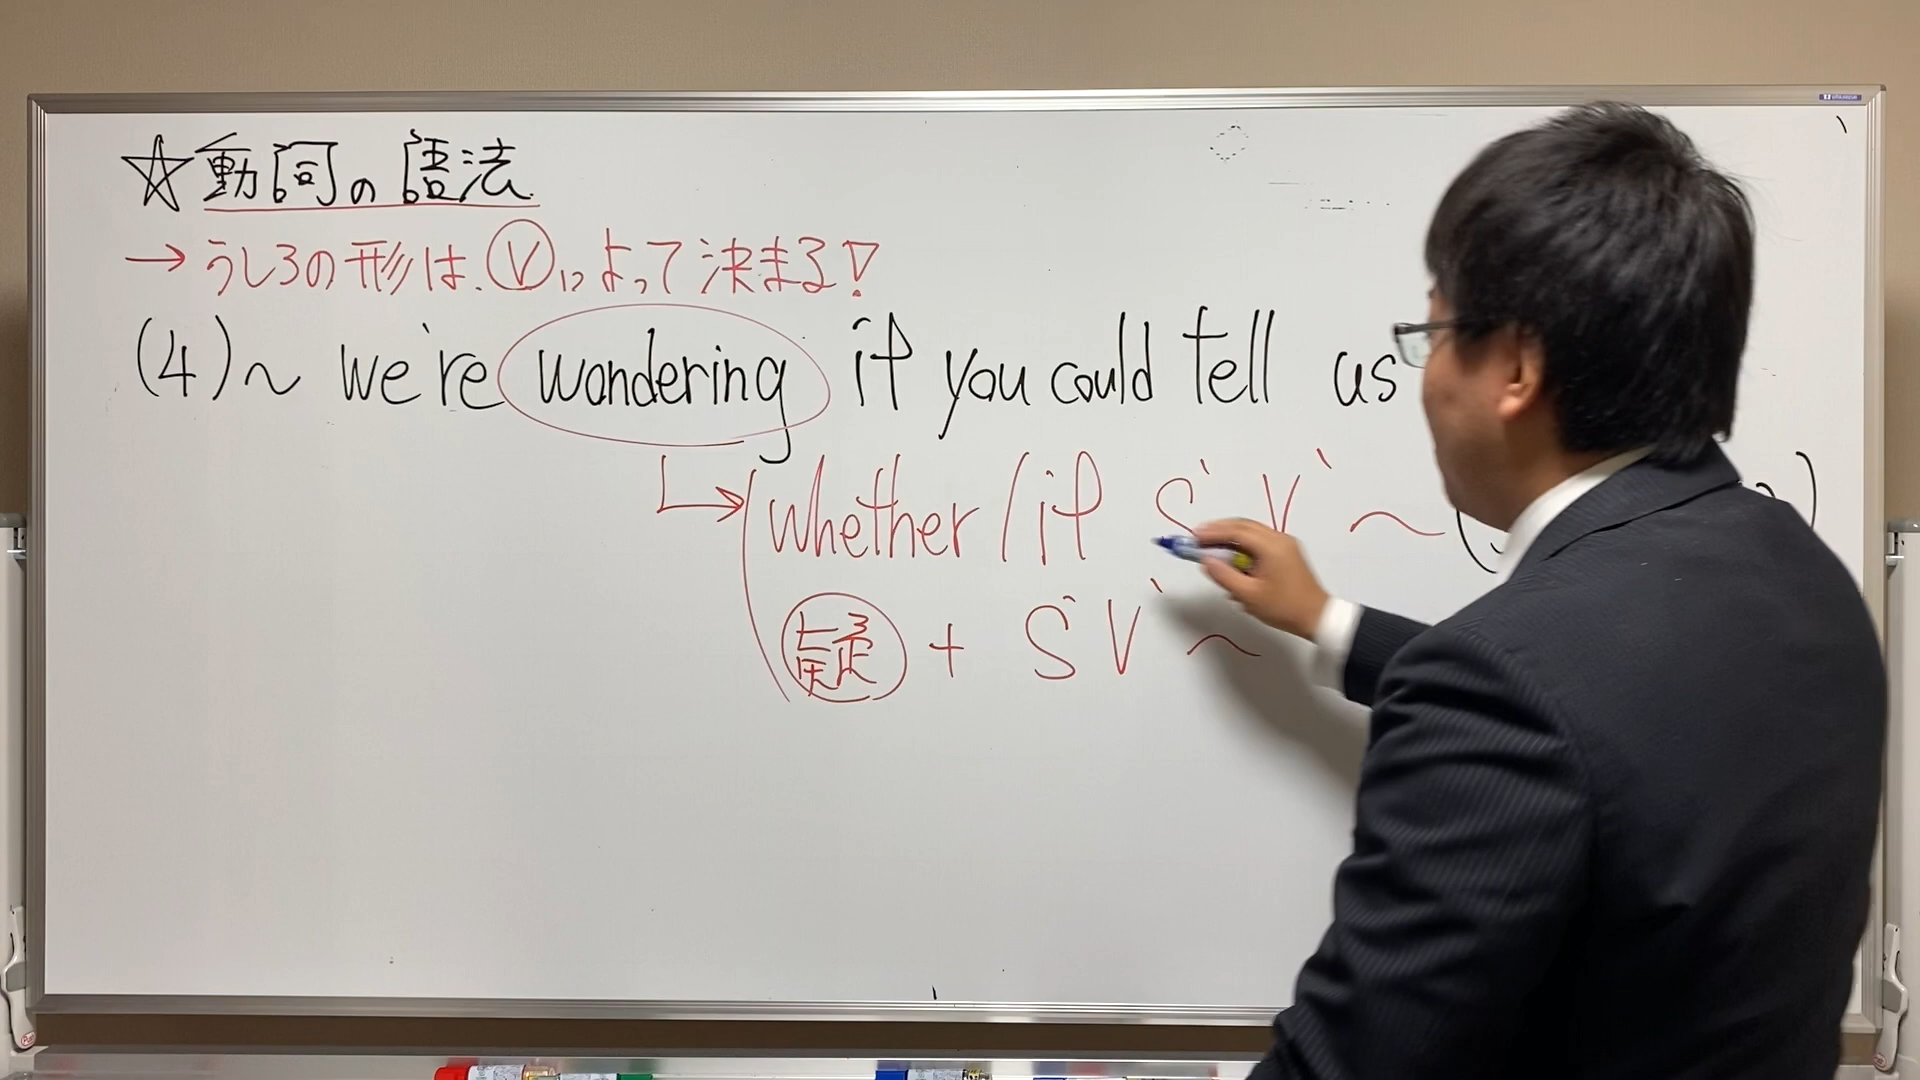 ☆動詞の語法
→うしろの形は、Ⓥによって決まる!
(4)~ we're wondering if you could tell us
whether / if S' V' ~ (
疑 + S' V' ~